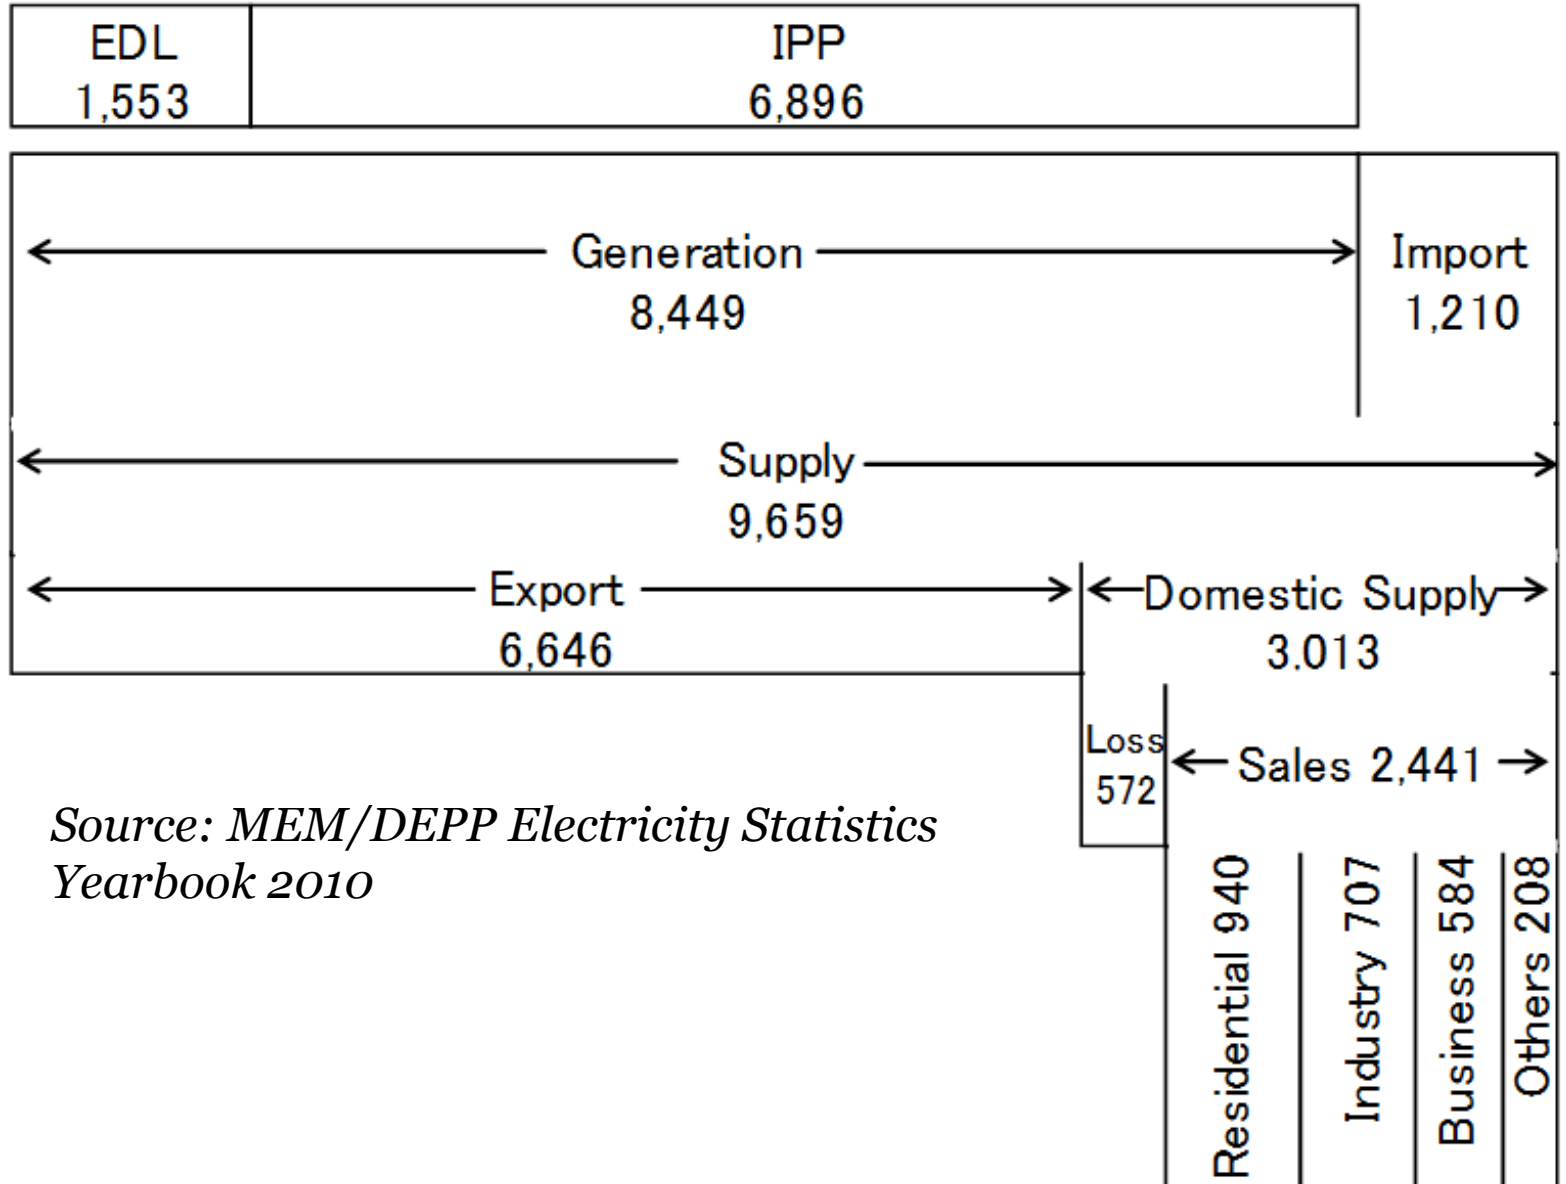 EDL
1,553
IPP
6,896
Generation
8,449
Import
1,210
Supply
9,659
Export
6,646
Domestic Supply
3.013
Loss
572
Sales 2,441
Source: MEM/DEPP Electricity Statistics
Yearbook 2010
Residential 940
Industry 707
Business 584
Others 208